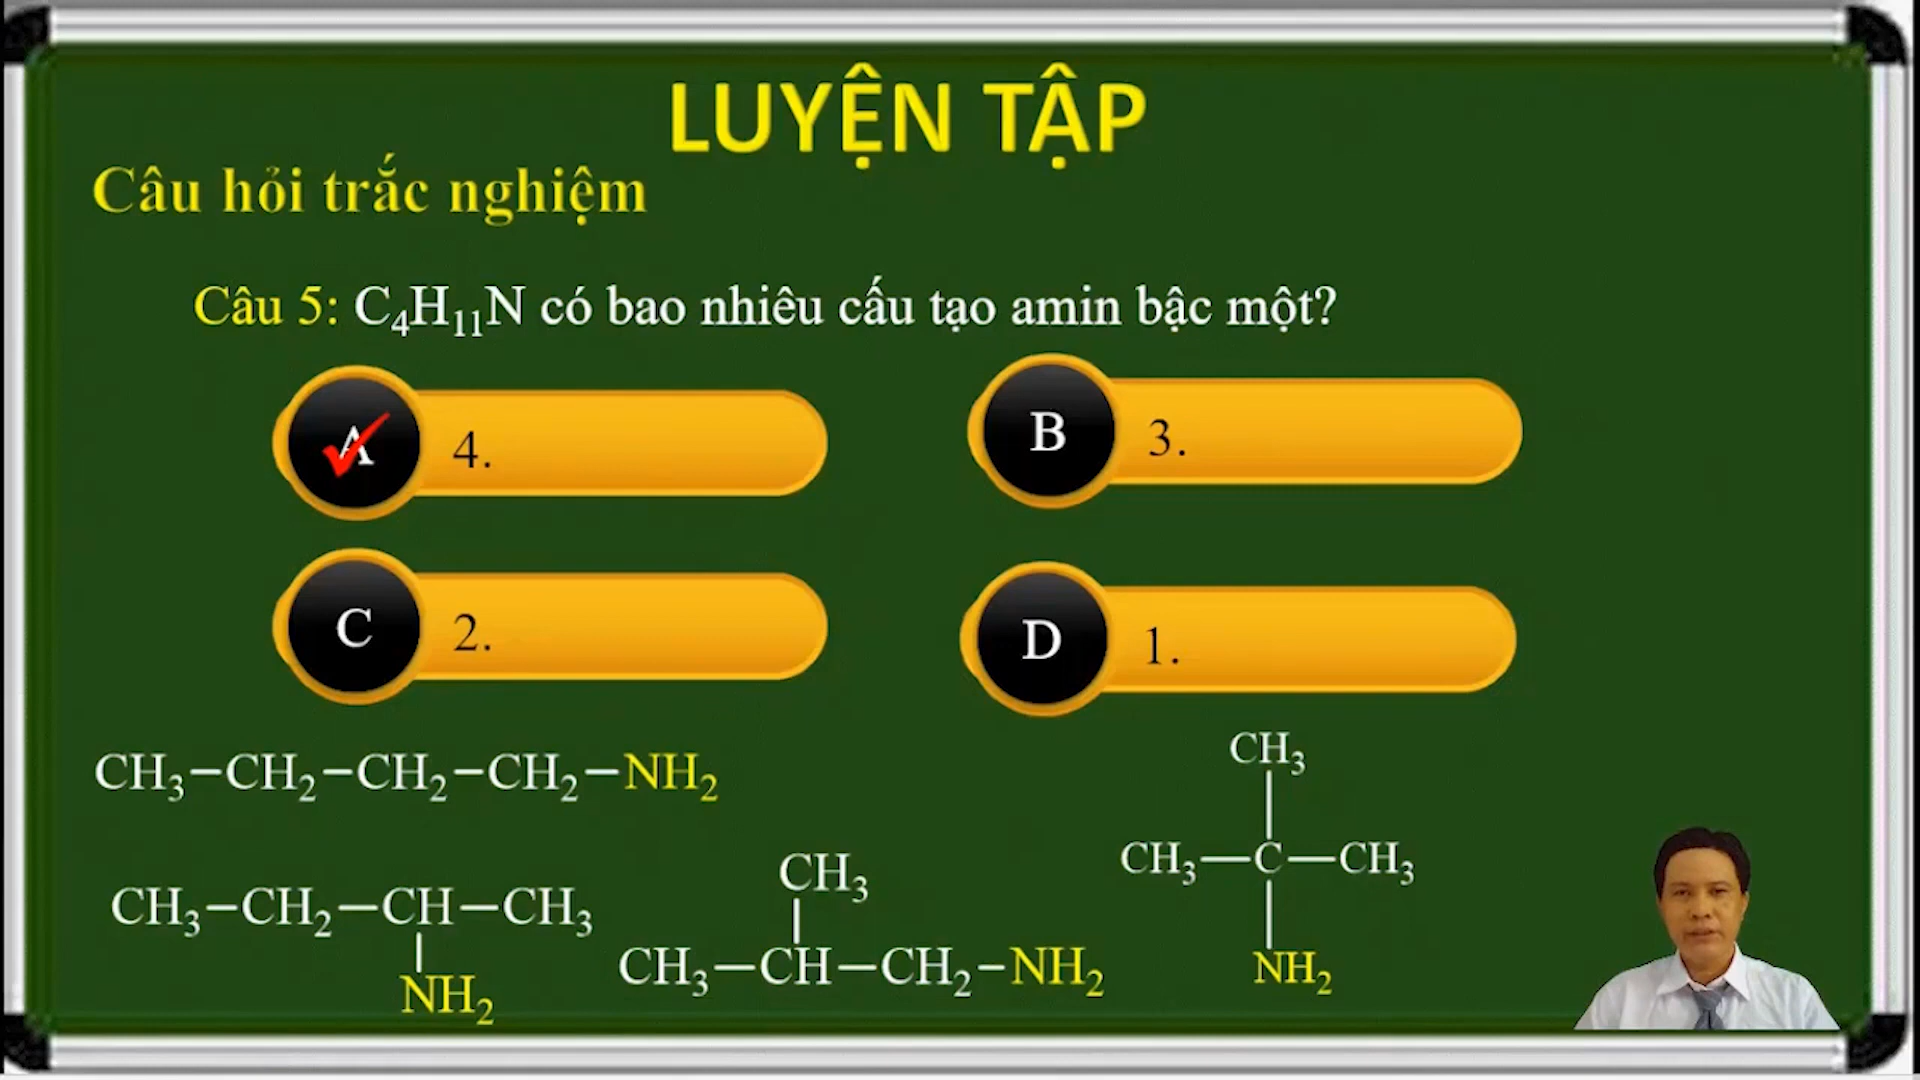 LUYỆN TẬP
Câu hỏi trắc nghiệm
Câu 5: C₄H₁₁N có bao nhiêu cấu tạo amin bậc một?
A 4.
B 3.
C 2.
D 1.
CH₃−CH₂−CH₂−CH₂−NH₂
CH₃−CH₂−CH−CH₃
NH₂
CH₃
CH₃−CH−CH₂−NH₂
CH₃
CH₃−C−CH₃
NH₂